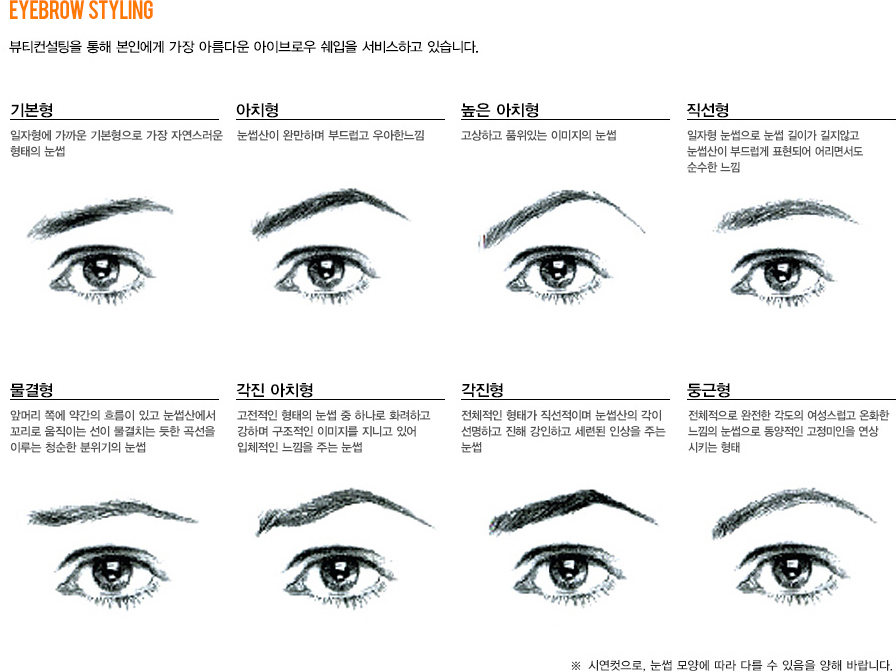 EYEBROW STYLING
뷰티컨설팅을 통해 본인에게 가장 아름다운 아이브로우 쉐입을 서비스하고 있습니다.
기본형
일자형에 가까운 기본형으로 가장 자연스러운
형태의 눈썹
아치형
눈썹산이 완만하며 부드럽고 우아한느낌
높은 아치형
고상하고 품위있는 이미지의 눈썹
직선형
일자형 눈썹으로 눈썹 길이가 길지않고
눈썹산이 부드럽게 표현되어 어리면서도
순수한 느낌
물결형
앞머리 쪽에 약간의 흐름이 있고 눈썹산에서
꼬리로 움직이는 선이 물결치는 듯한 곡선을
이루는 청순한 분위기의 눈썹
각진 아치형
고전적인 형태의 눈썹 중 하나로 화려하고
강하며 구조적인 이미지를 지니고 있어
입체적인 느낌을 주는 눈썹
각진형
전체적인 형태가 직선적이며 눈썹산의 각이
선명하고 진해 강인하고 세련된 인상을 주는
눈썹
둥근형
전체적으로 완전한 각도의 여성스럽고 온화한
느낌의 눈썹으로 동양적인 고정미인을 연상
시키는 형태
※ 시연컷으로, 눈썹 모양에 따라 다를 수 있음을 양해 바랍니다.